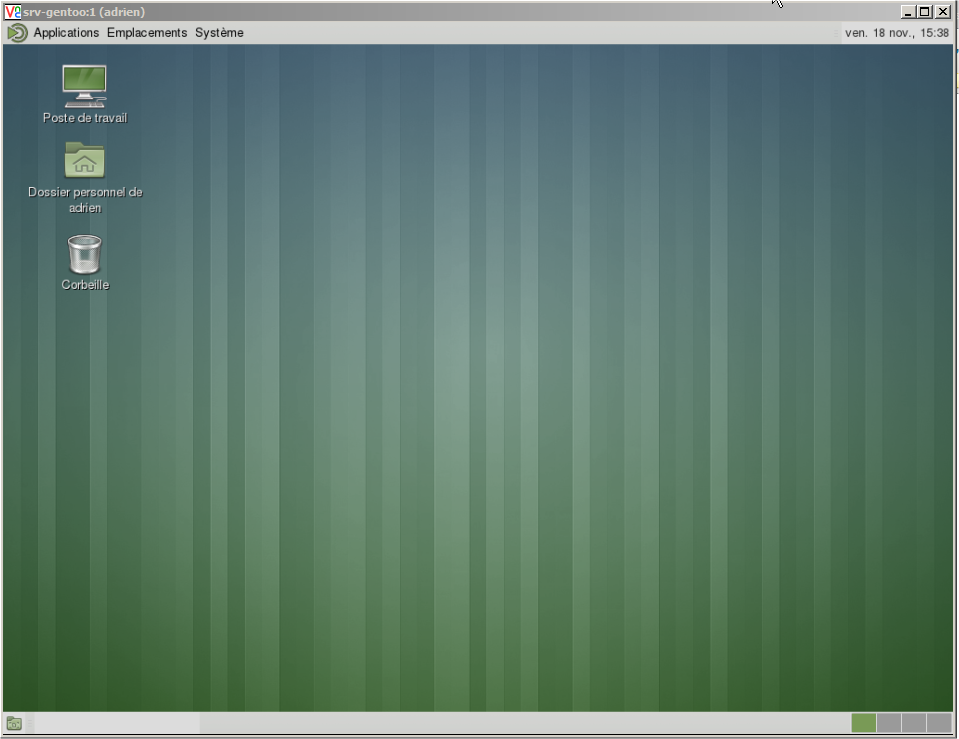 srv-gentoo:1 (adrien)
Applications Emplacements Système ven. 18 nov., 15:38
Poste de travail
Dossier personnel de
adrien
Corbeille